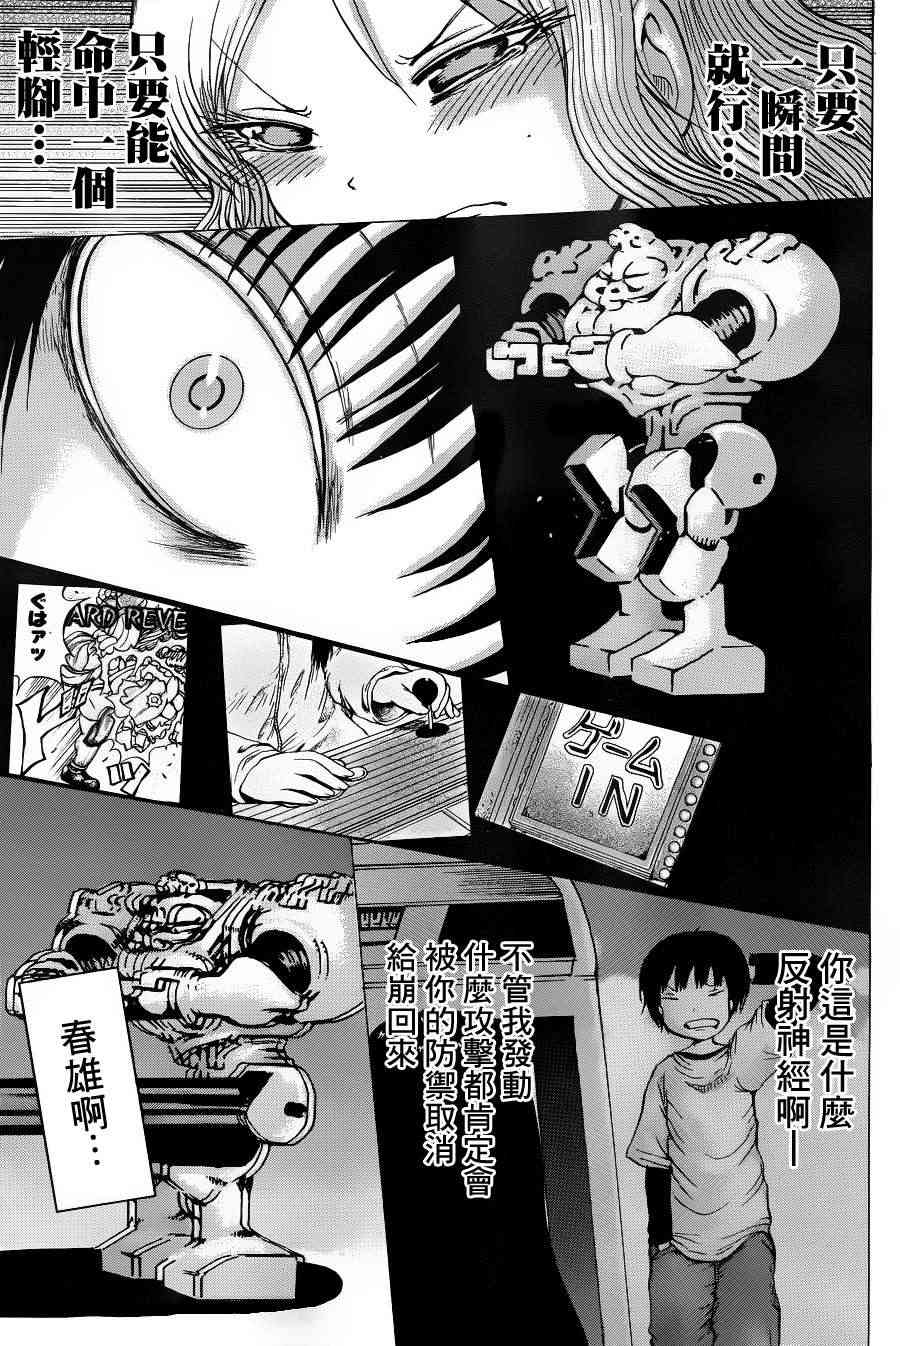 只要
一瞬間
就行…
只要能
命中一個
輕腳…
ぐはァッ
ARD REVE
ゲーム
IN
你這是什麼
反射神經啊—
不管我發動
什麼攻擊都肯定會
被你的防禦取消
給崩回來
春雄啊…